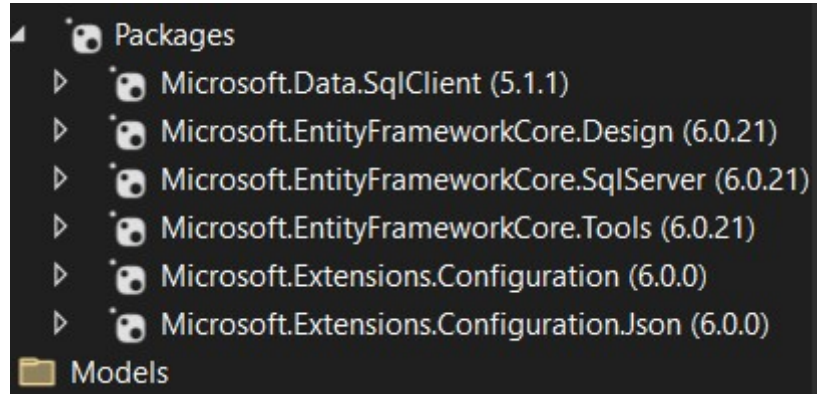 Packages
Microsoft.Data.SqlClient (5.1.1)
Microsoft.EntityFrameworkCore.Design (6.0.21)
Microsoft.EntityFrameworkCore.SqlServer (6.0.21)
Microsoft.EntityFrameworkCore.Tools (6.0.21)
Microsoft.Extensions.Configuration (6.0.0)
Microsoft.Extensions.Configuration.Json (6.0.0)
Models